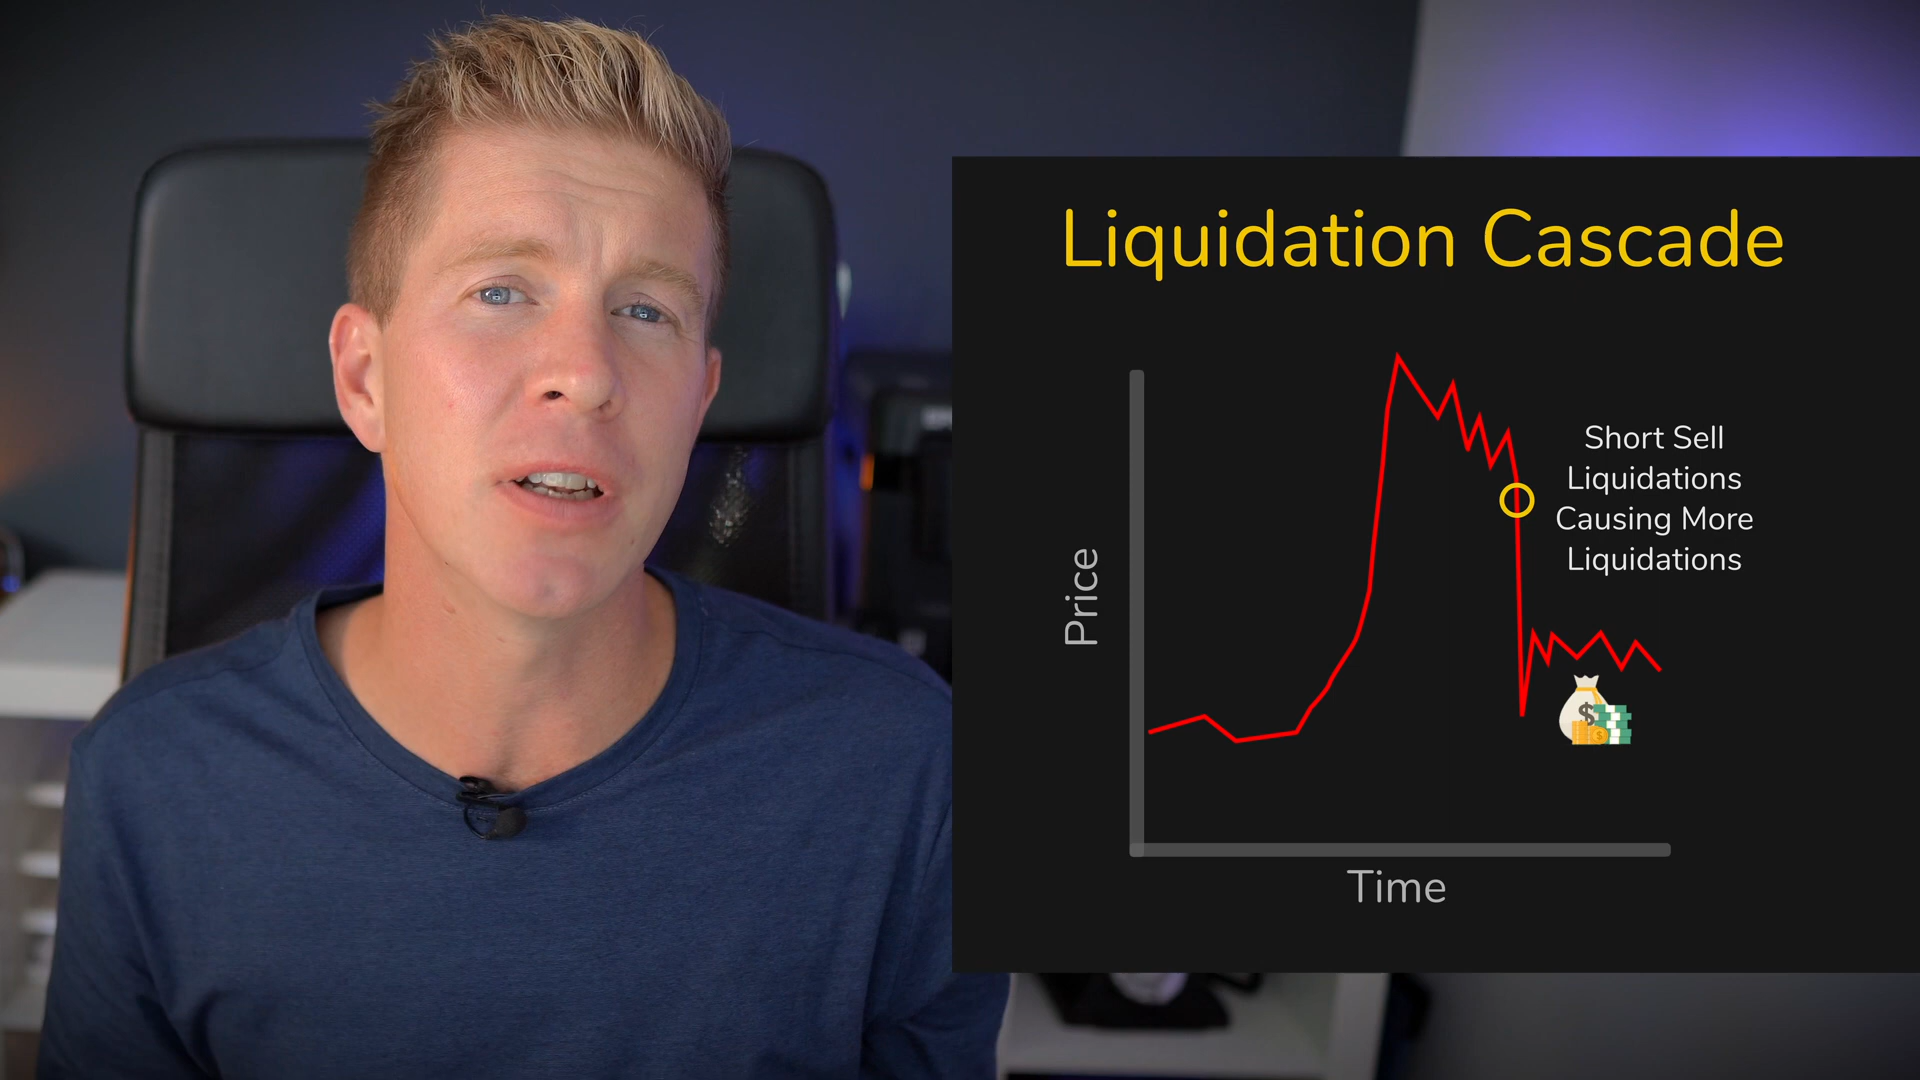 Liquidation Cascade
Short Sell
Liquidations
Causing More
Liquidations
Price
$
$
Time